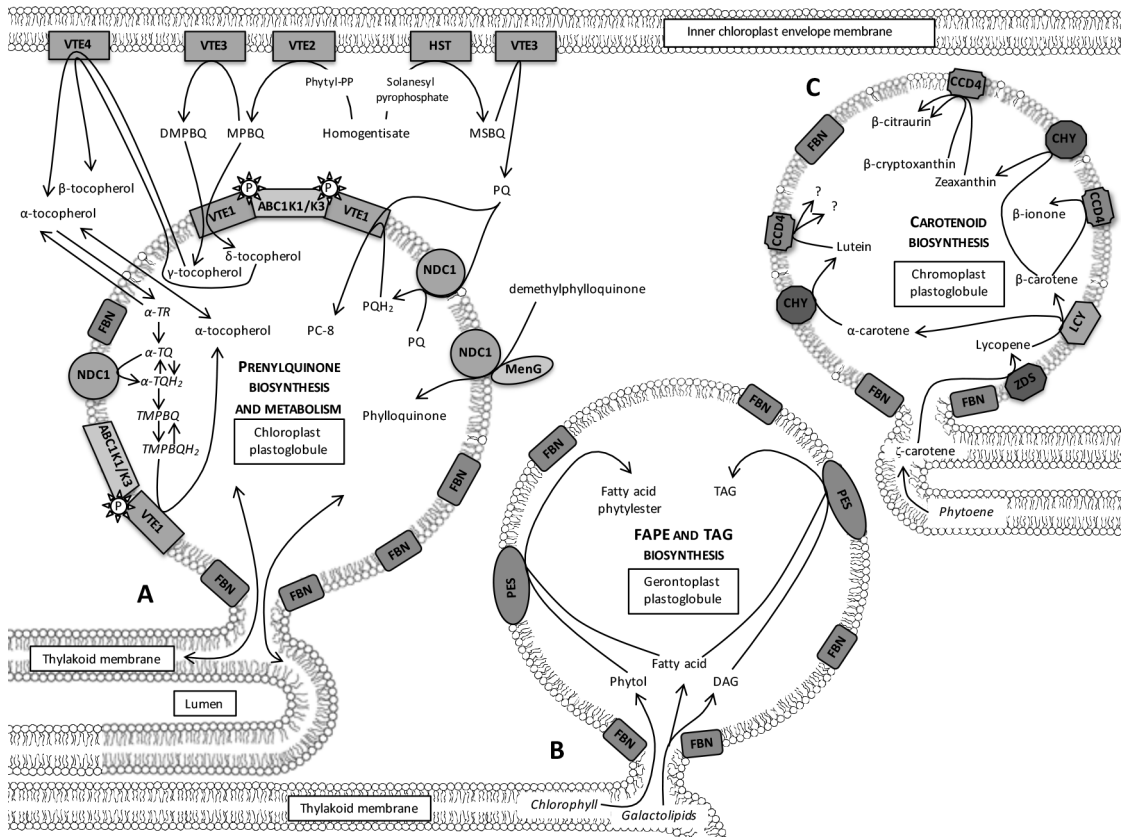 Inner chloroplast envelope membrane
VTE4
VTE3
VTE2
HST
VTE3
Phytyl-PP
Solanesyl
pyrophosphate
DMPBQ
MPBQ
Homogentisate
MSBQ
β-tocopherol
α-tocopherol
PQ
P
P
VTE1
ABC1K1/K3
VTE1
δ-tocopherol
γ-tocopherol
NDC1
PQH2
demethylphylloquinone
FBN
α-TR
α-tocopherol
PC-8
PQ
NDC1
α-TQ
NDC1
α-TQH2
MenG
PRENYLQUINONE
BIOSYNTHESIS
AND METABOLISM
Phylloquinone
TMPBQ
TMPBQH2
Chloroplast
plastoglobule
ABC1K1/K3
P
VTE1
FBN
FBN
FBN
FBN
A
Thylakoid membrane
Lumen
C
CCD4
FBN
β-citraurin
CHY
β-cryptoxanthin
Zeaxanthin
?
?
CCD4
CAROTENOID
BIOSYNTHESIS
β-ionone
CCD4
Lutein
Chromoplast
plastoglobule
β-carotene
CHY
α-carotene
LCY
Lycopene
ZDS
FBN
FBN
ζ-carotene
Phytoene
FBN
FBN
Fatty acid
phytylester
TAG
PES
FAPE AND TAG
BIOSYNTHESIS
PES
Gerontoplast
plastoglobule
FBN
Fatty acid
Phytol
DAG
FBN
FBN
B
Thylakoid membrane
Chlorophyll
Galactolipids